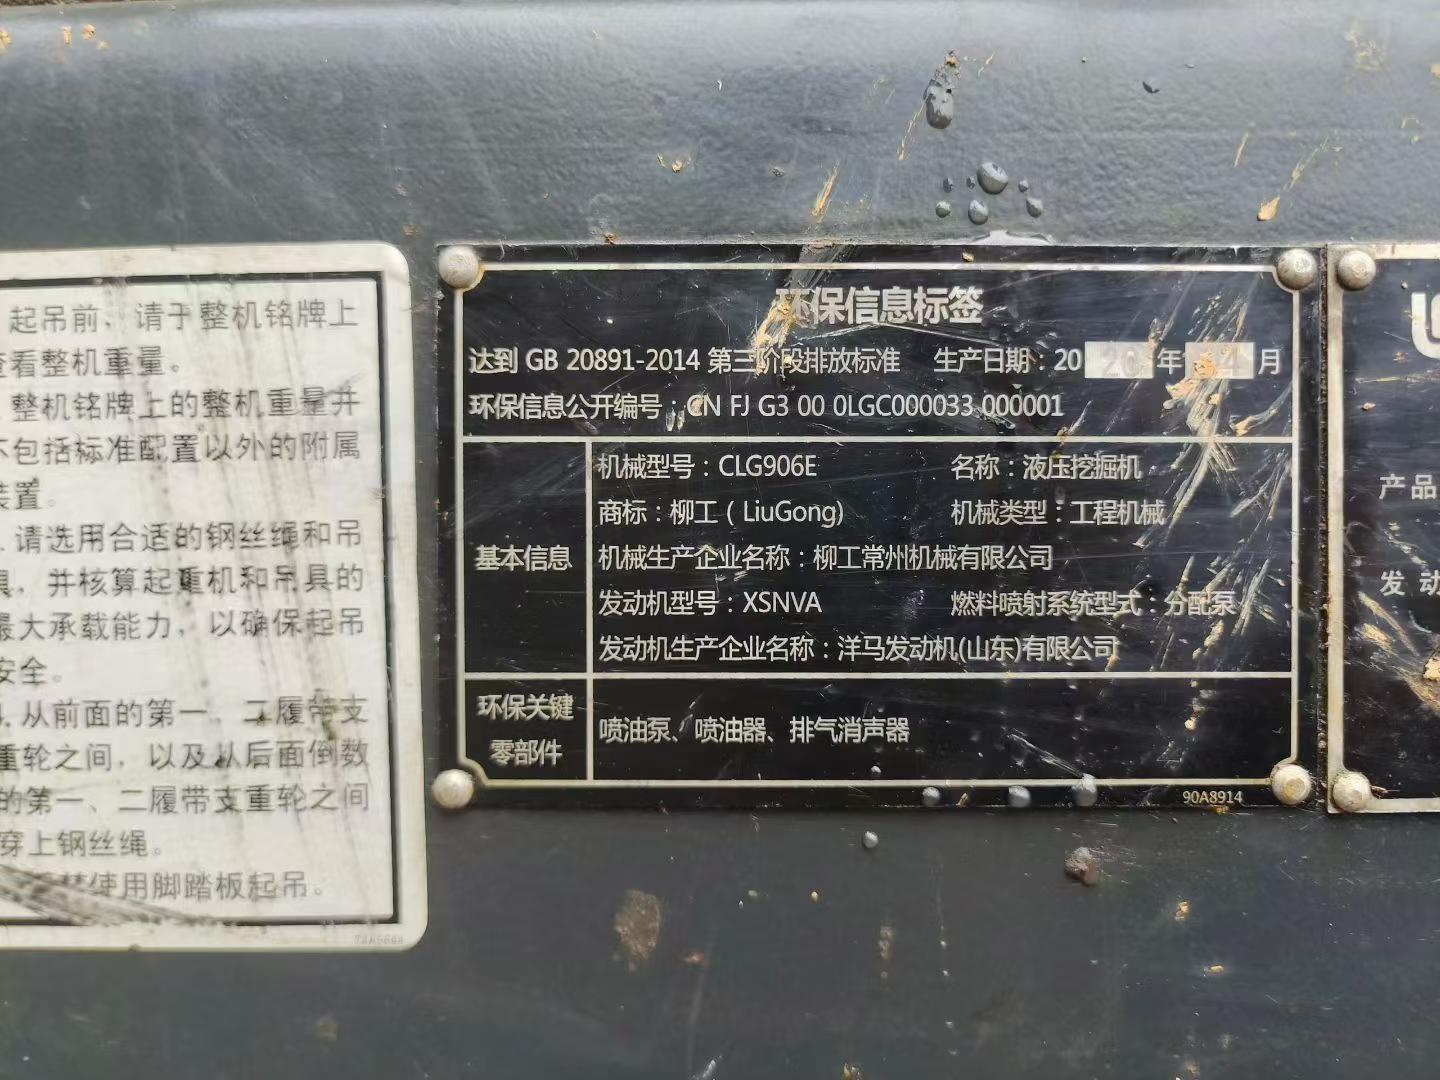 起吊前，请于整机铭牌上
查看整机重量。
整机铭牌上的整机重量并
不包括标准配置以外的附属
装置。
.请选用合适的钢丝绳和吊
具，并核算起重机和吊具的
最大承载能力，以确保起吊
安全。
.从前面的第一、二履带支
重轮之间，以及从后面倒数
的第一、二履带支重轮之间
穿上钢丝绳。
使用脚踏板起吊。
环保信息标签
达到 GB 20891-2014 第三阶段排放标准 生产日期：2020年 4月
环保信息公开编号：CN FJ G3 00 0LGC000033 000001
基本信息
机械型号：CLG906E 名称：液压挖掘机
商标：柳工（LiuGong) 机械类型：工程机械
机械生产企业名称：柳工常州机械有限公司
发动机型号：XSNVA 燃料喷射系统型式：分配泵
发动机生产企业名称：洋马发动机(山东)有限公司
环保关键
零部件
喷油泵、喷油器、排气消声器
90A8914
产品
发动